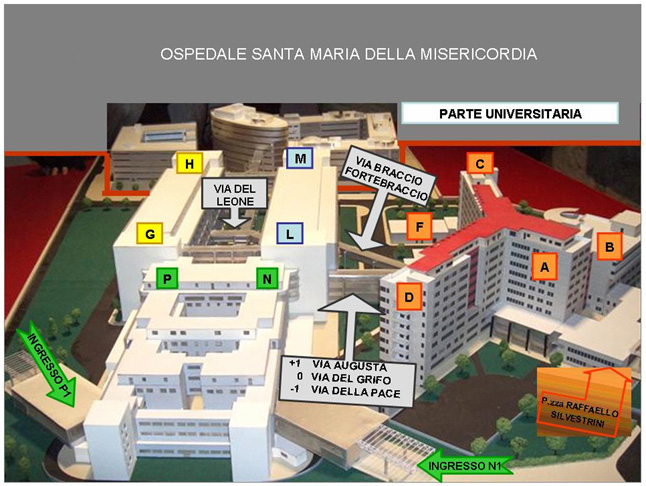 OSPEDALE SANTA MARIA DELLA MISERICORDIA
PARTE UNIVERSITARIA
H
M
VIA BRACCIO
FORTEBRACCIO
C
VIA DEL
LEONE
G
L
F
B
A
P
N
D
INGRESSO P1
+1 VIA AUGUSTA
0 VIA DEL GRIFO
-1 VIA DELLA PACE
P.zza RAFFAELLO
SILVESTRINI
INGRESSO N1